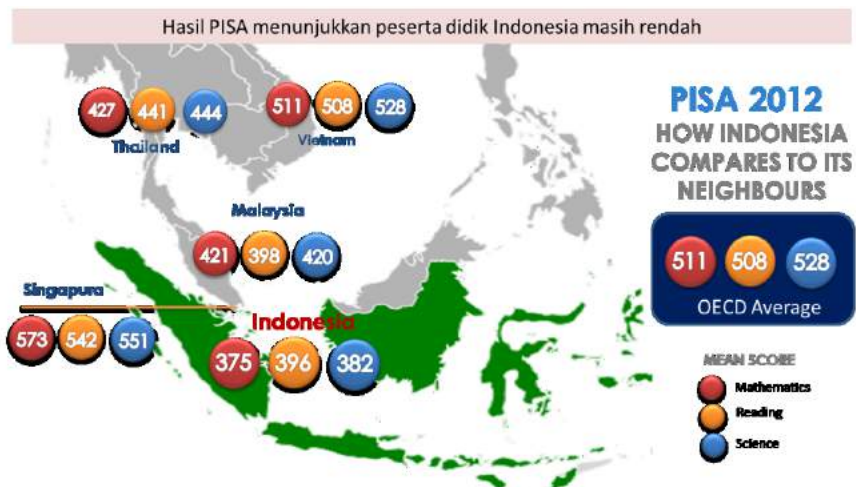 Hasil PISA menunjukkan peserta didik Indonesia masih rendah
427 441 444
Thailand
511 508 528
Vietnam
PISA 2012
HOW INDONESIA
COMPARES TO ITS
NEIGHBOURS
Malaysia
421 398 420
511 508 528
OECD Average
Singapura
573 542 551
Indonesia
375 396 382
MEAN SCORE
Mathematics
Reading
Science